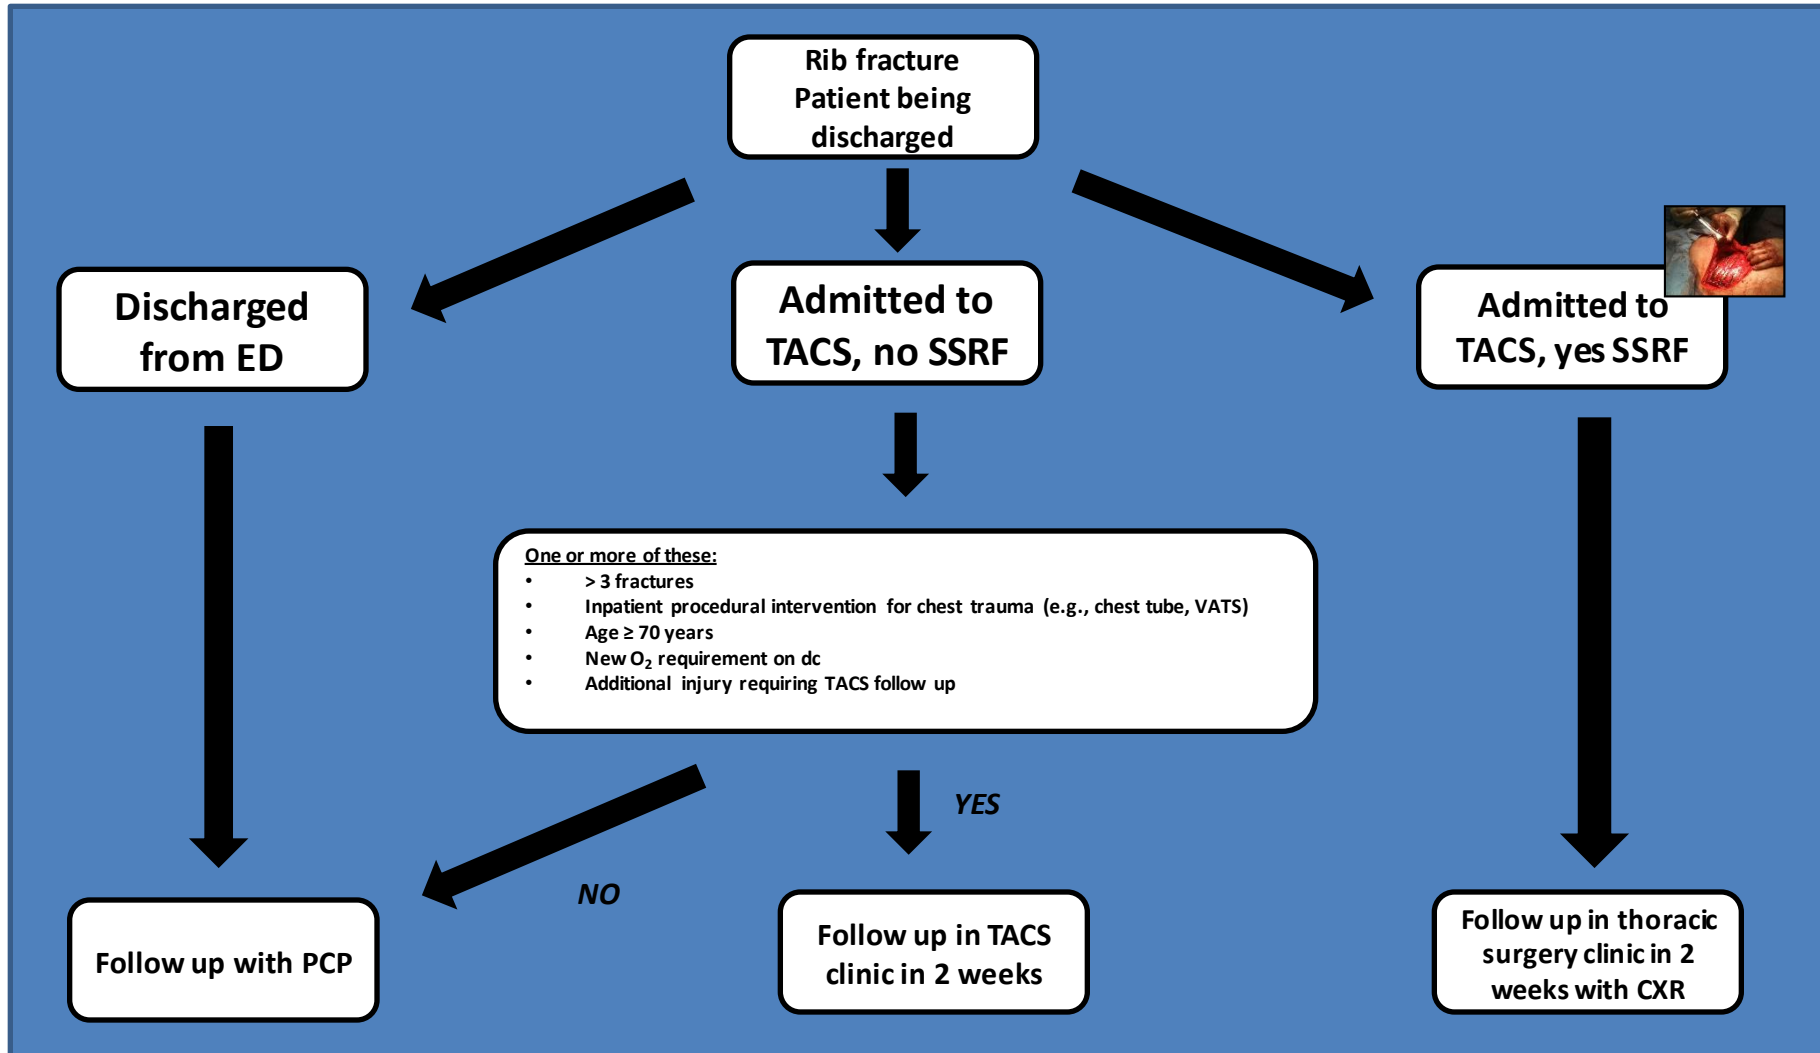 Rib fracture
Patient being
discharged
Discharged
from ED
Admitted to
TACS, no SSRF
Admitted to
TACS, yes SSRF
One or more of these:
• > 3 fractures
• Inpatient procedural intervention for chest trauma (e.g., chest tube, VATS)
• Age ≥ 70 years
• New O₂ requirement on dc
• Additional injury requiring TACS follow up
YES
NO
Follow up with PCP
Follow up in TACS
clinic in 2 weeks
Follow up in thoracic
surgery clinic in 2
weeks with CXR